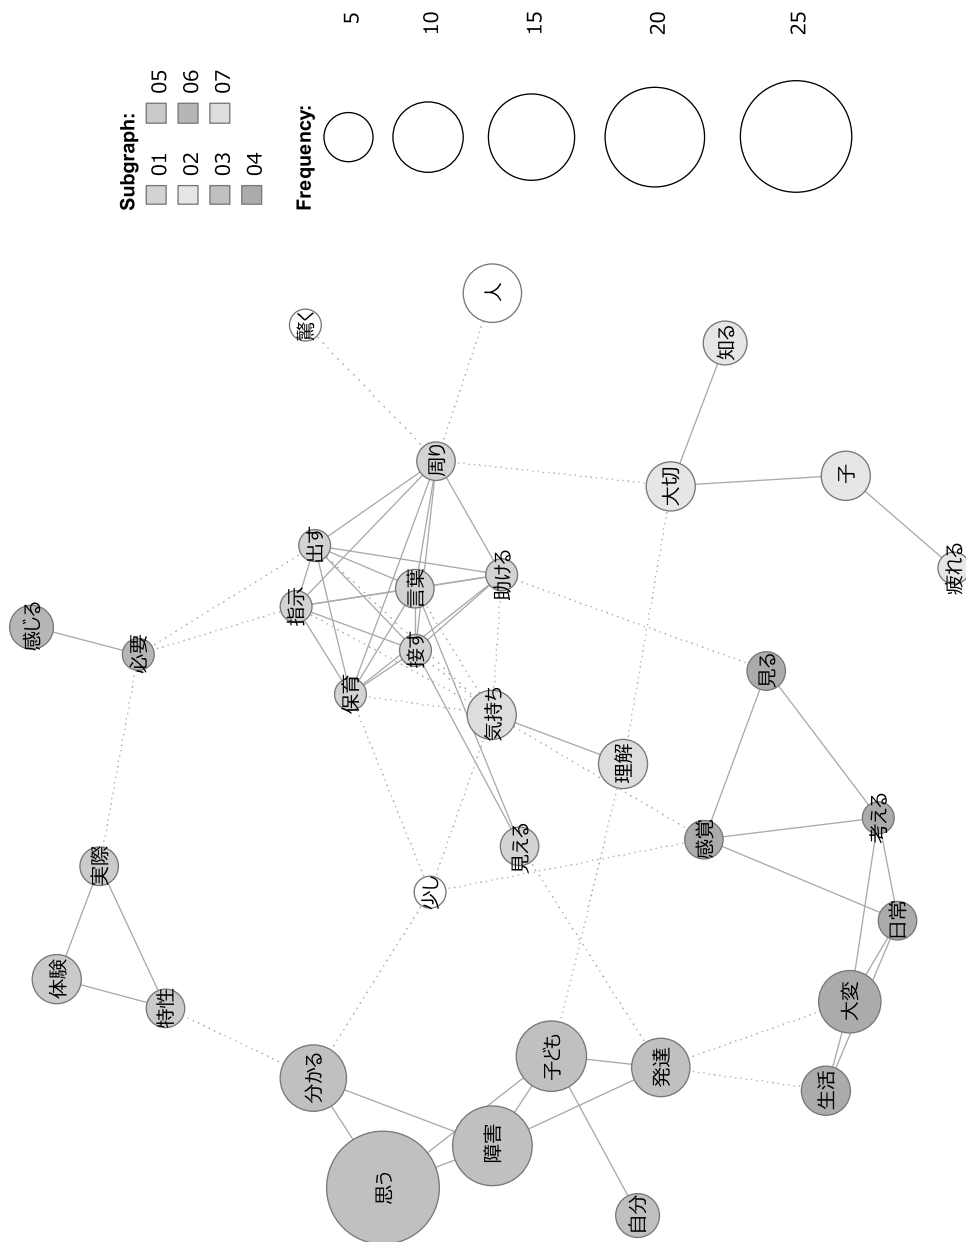 Subgraph:
01 05
02 06
03 07
04
Frequency:
5
10
15
20
25
感じる
必要
実際
体験
特性
驚く
人
周り
出す
指示
言葉
助ける
接す
保育
気持ち
理解
見える
少し
知る
大切
子
疲れる
見る
感覚
考える
日常
大変
生活
分かる
思う
障害
子ども
発達
自分